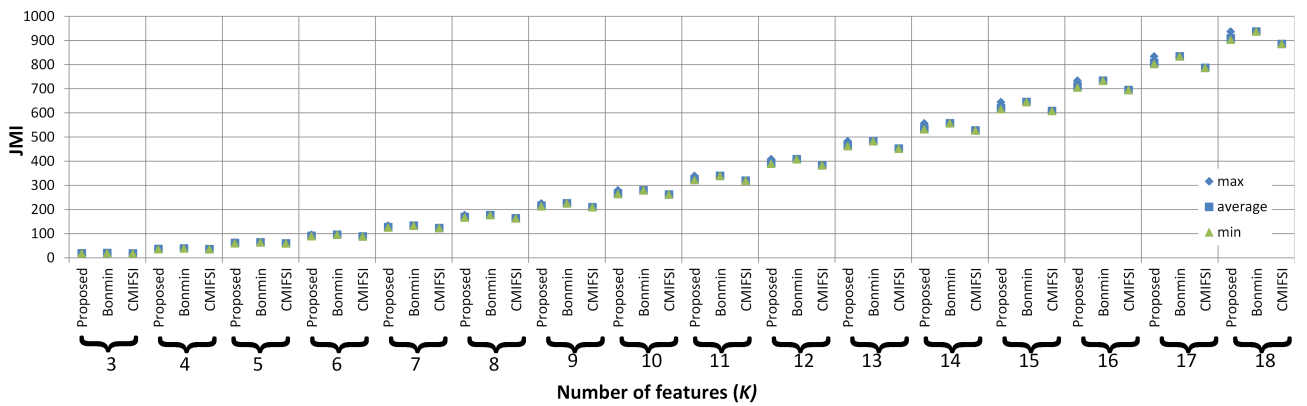 1000
900
800
700
600
500
400
300
200
100
0
JMI
max
average
min
Proposed
Bonmin
CMIFSI
Proposed
Bonmin
CMIFSI
Proposed
Bonmin
CMIFSI
Proposed
Bonmin
CMIFSI
Proposed
Bonmin
CMIFSI
Proposed
Bonmin
CMIFSI
Proposed
Bonmin
CMIFSI
Proposed
Bonmin
CMIFSI
Proposed
Bonmin
CMIFSI
Proposed
Bonmin
CMIFSI
Proposed
Bonmin
CMIFSI
Proposed
Bonmin
CMIFSI
Proposed
Bonmin
CMIFSI
Proposed
Bonmin
CMIFSI
Proposed
Bonmin
CMIFSI
Proposed
Bonmin
CMIFSI
3 4 5 6 7 8 9 10 11 12 13 14 15 16 17 18
Number of features (K)